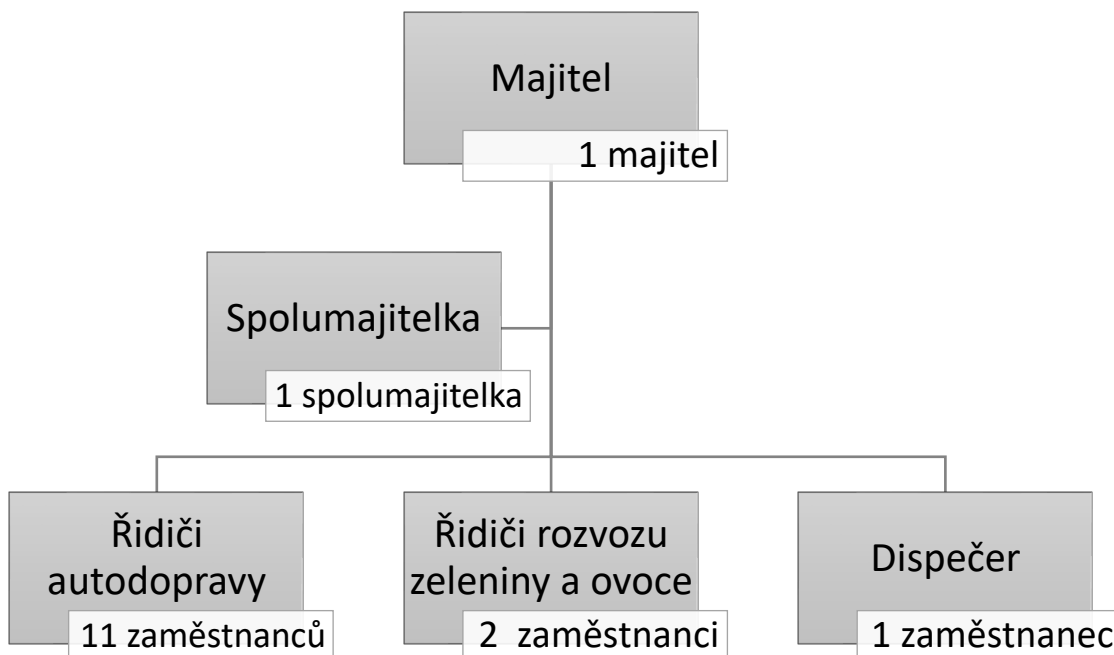 Majitel
1 majitel
Spolumajitelka
1 spolumajitelka
Řidiči
autodopravy
11 zaměstnanců
Řidiči rozvozu
zeleniny a ovoce
2 zaměstnanci
Dispečer
1 zaměstnanec